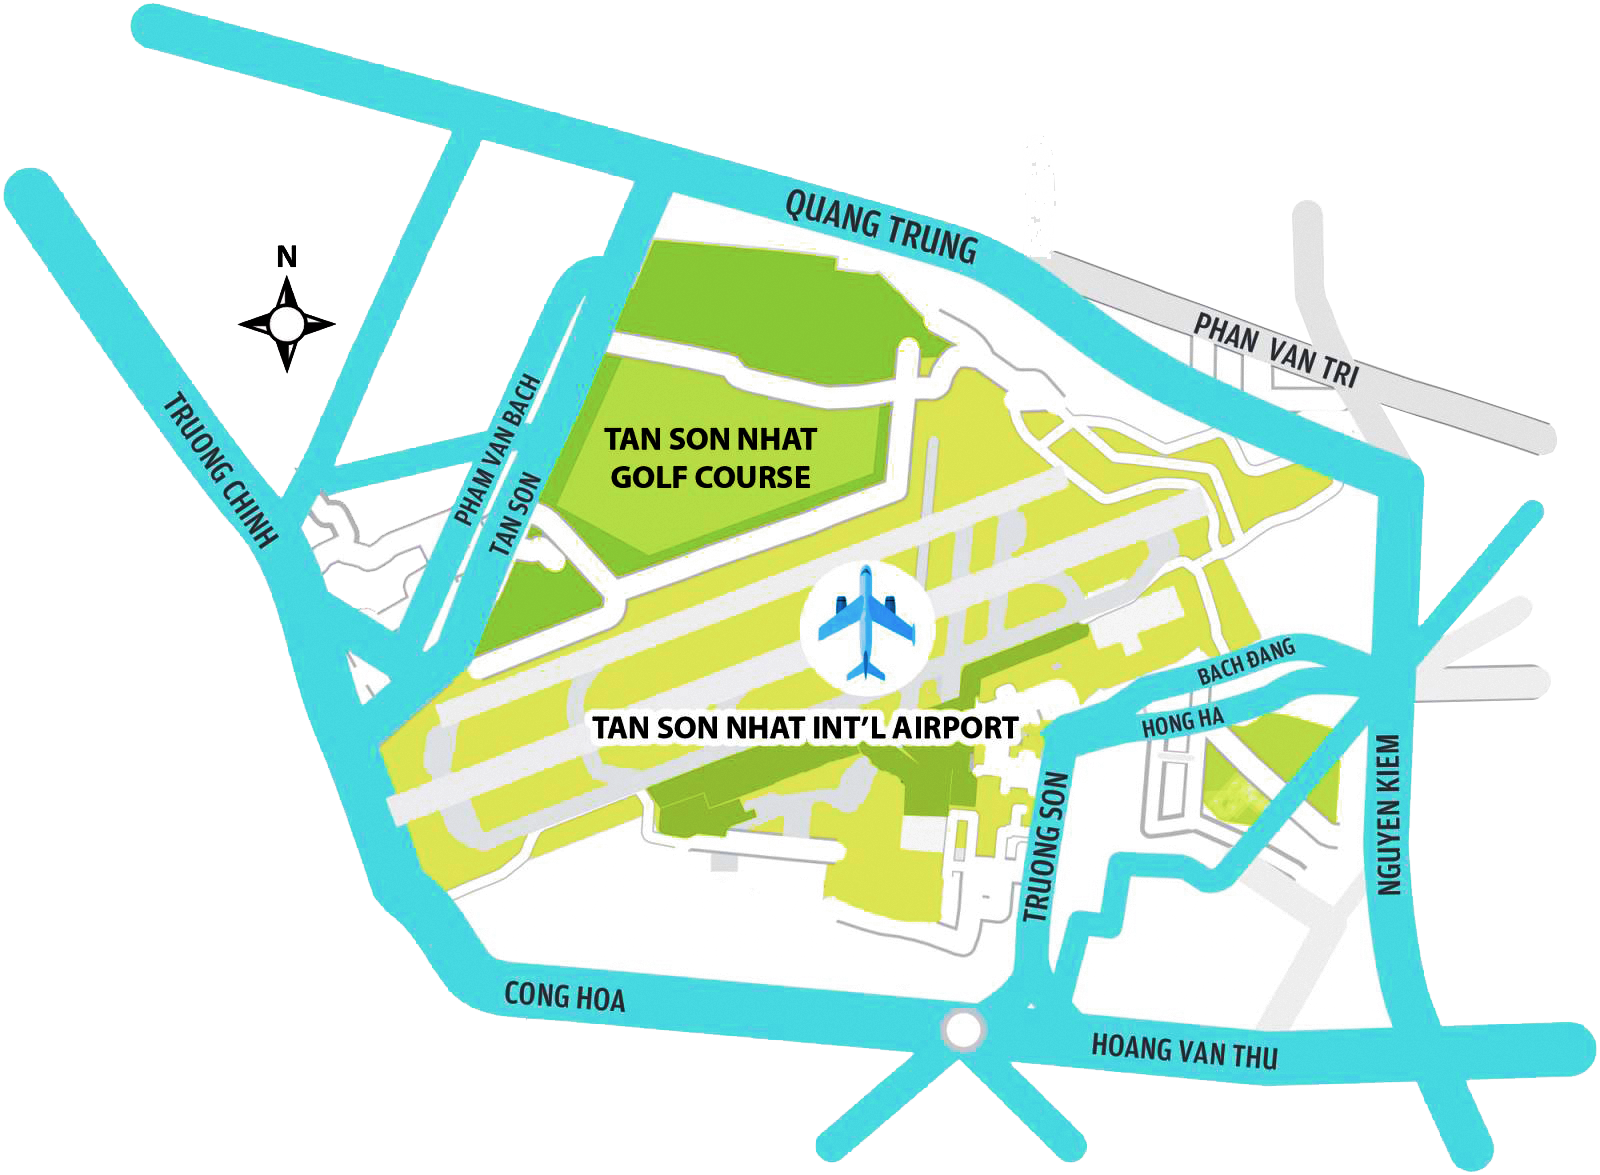 QUANG TRUNG
N
PHAN VAN TRI
TRUONG CHINH
PHAM VAN BACH
TAN SON
TAN SON NHAT
GOLF COURSE
BACH ĐANG
HONG HA
TAN SON NHAT INT'L AIRPORT
TRUONG SON
NGUYEN KIEM
CONG HOA
HOANG VAN THU